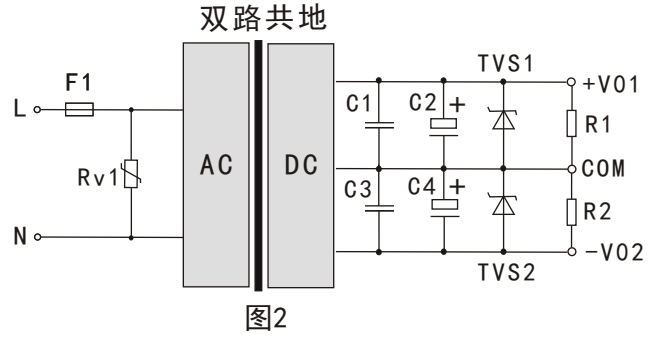 双路共地
TVS1
F1
C1
C2
+
+VO1
L
R1
Rv1
AC
DC
COM
C3
C4
+
R2
N
-VO2
TVS2
图2